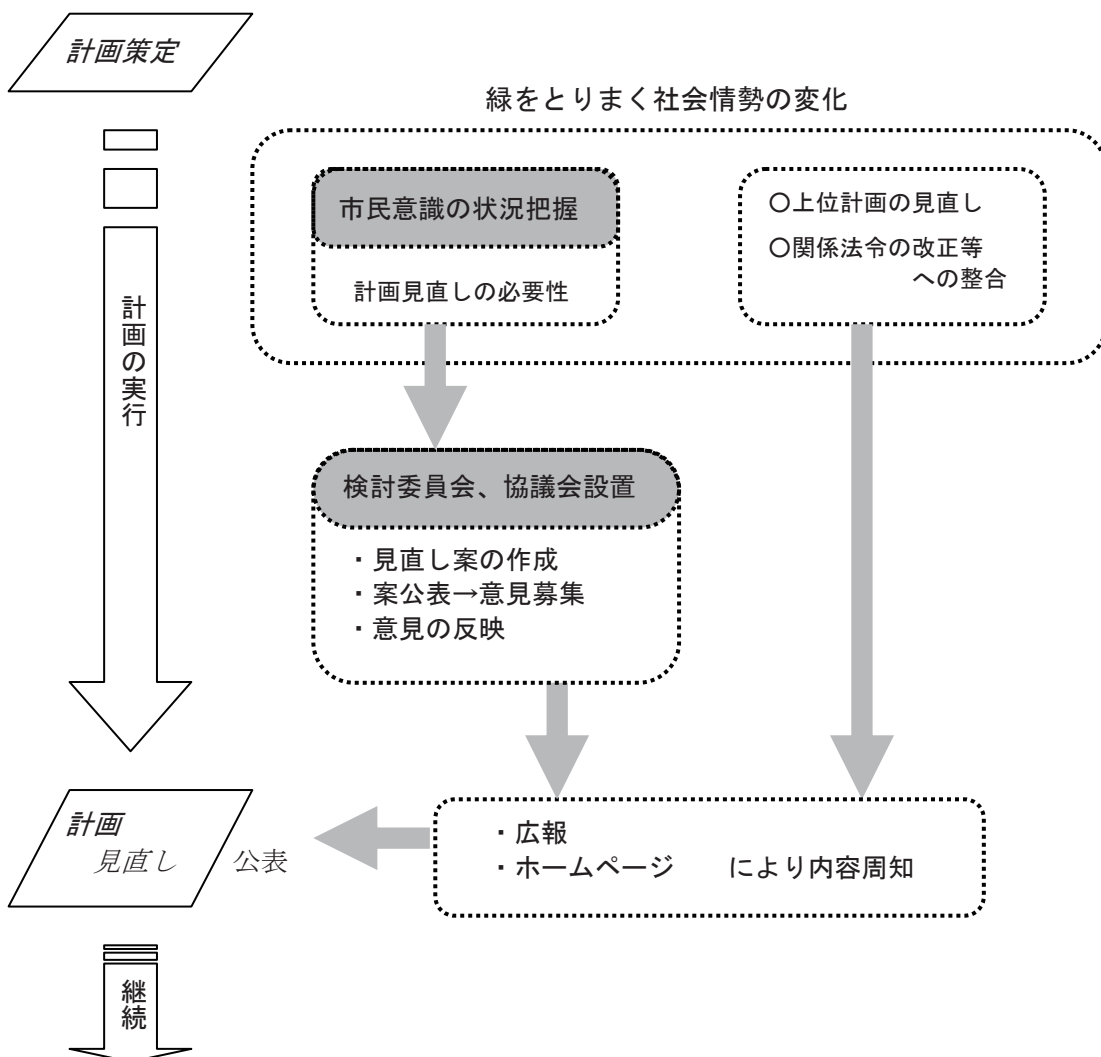 計画策定
緑をとりまく社会情勢の変化
市民意識の状況把握
計画見直しの必要性
〇上位計画の見直し
〇関係法令の改正等
への整合
計画の実行
検討委員会、協議会設置
・見直し案の作成
・案公表→意見募集
・意見の反映
・広報
・ホームページ により内容周知
計画
見直し 公表
継続